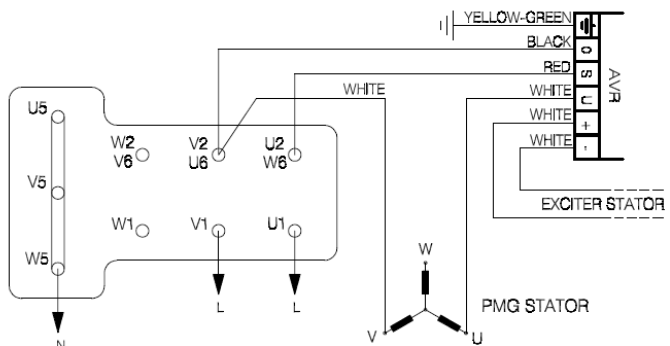 YELLOW-GREEN
BLACK
0
RED
S
AVR
WHITE
WHITE
U
WHITE
+
WHITE
-
U5
W2
V6
V2
U6
U2
W6
V5
EXCITER STATOR
W1
V1
U1
W5
W
L
L
PMG STATOR
V
U
N